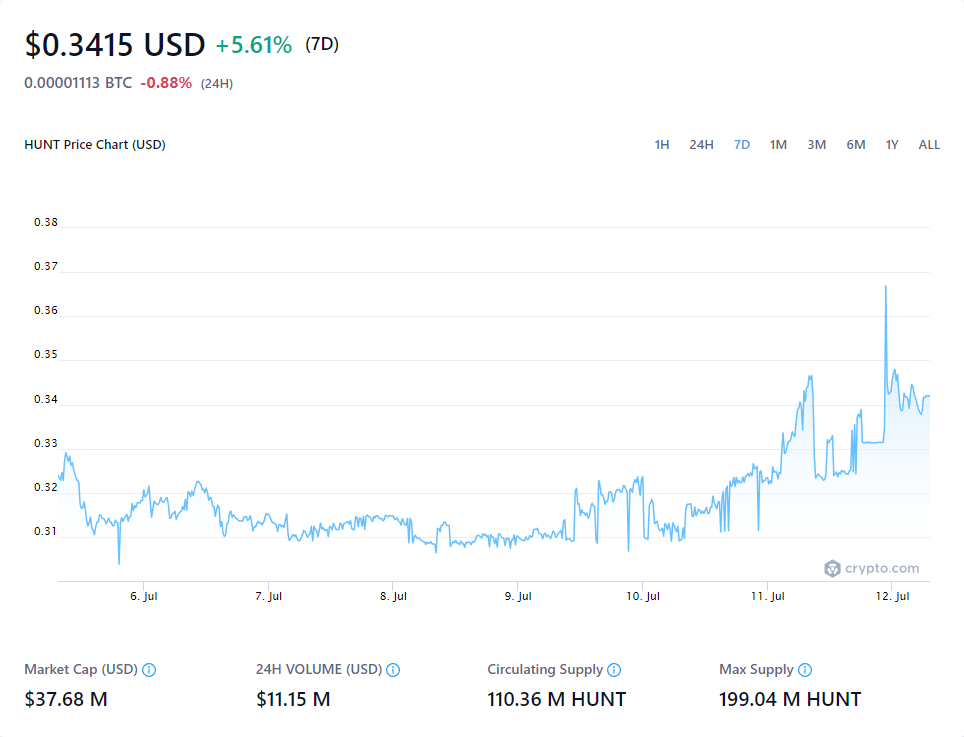 $0.3415 USD +5.61% (7D)
0.00001113 BTC -0.88% (24H)
HUNT Price Chart (USD) 1H 24H 7D 1M 3M 6M 1Y ALL
0.38
0.37
0.36
0.35
0.34
0.33
0.32
0.31
crypto.com
6. Jul 7. Jul 8. Jul 9. Jul 10. Jul 11. Jul 12. Jul
Market Cap (USD) 24H VOLUME (USD) Circulating Supply Max Supply
$37.68 M $11.15 M 110.36 M HUNT 199.04 M HUNT